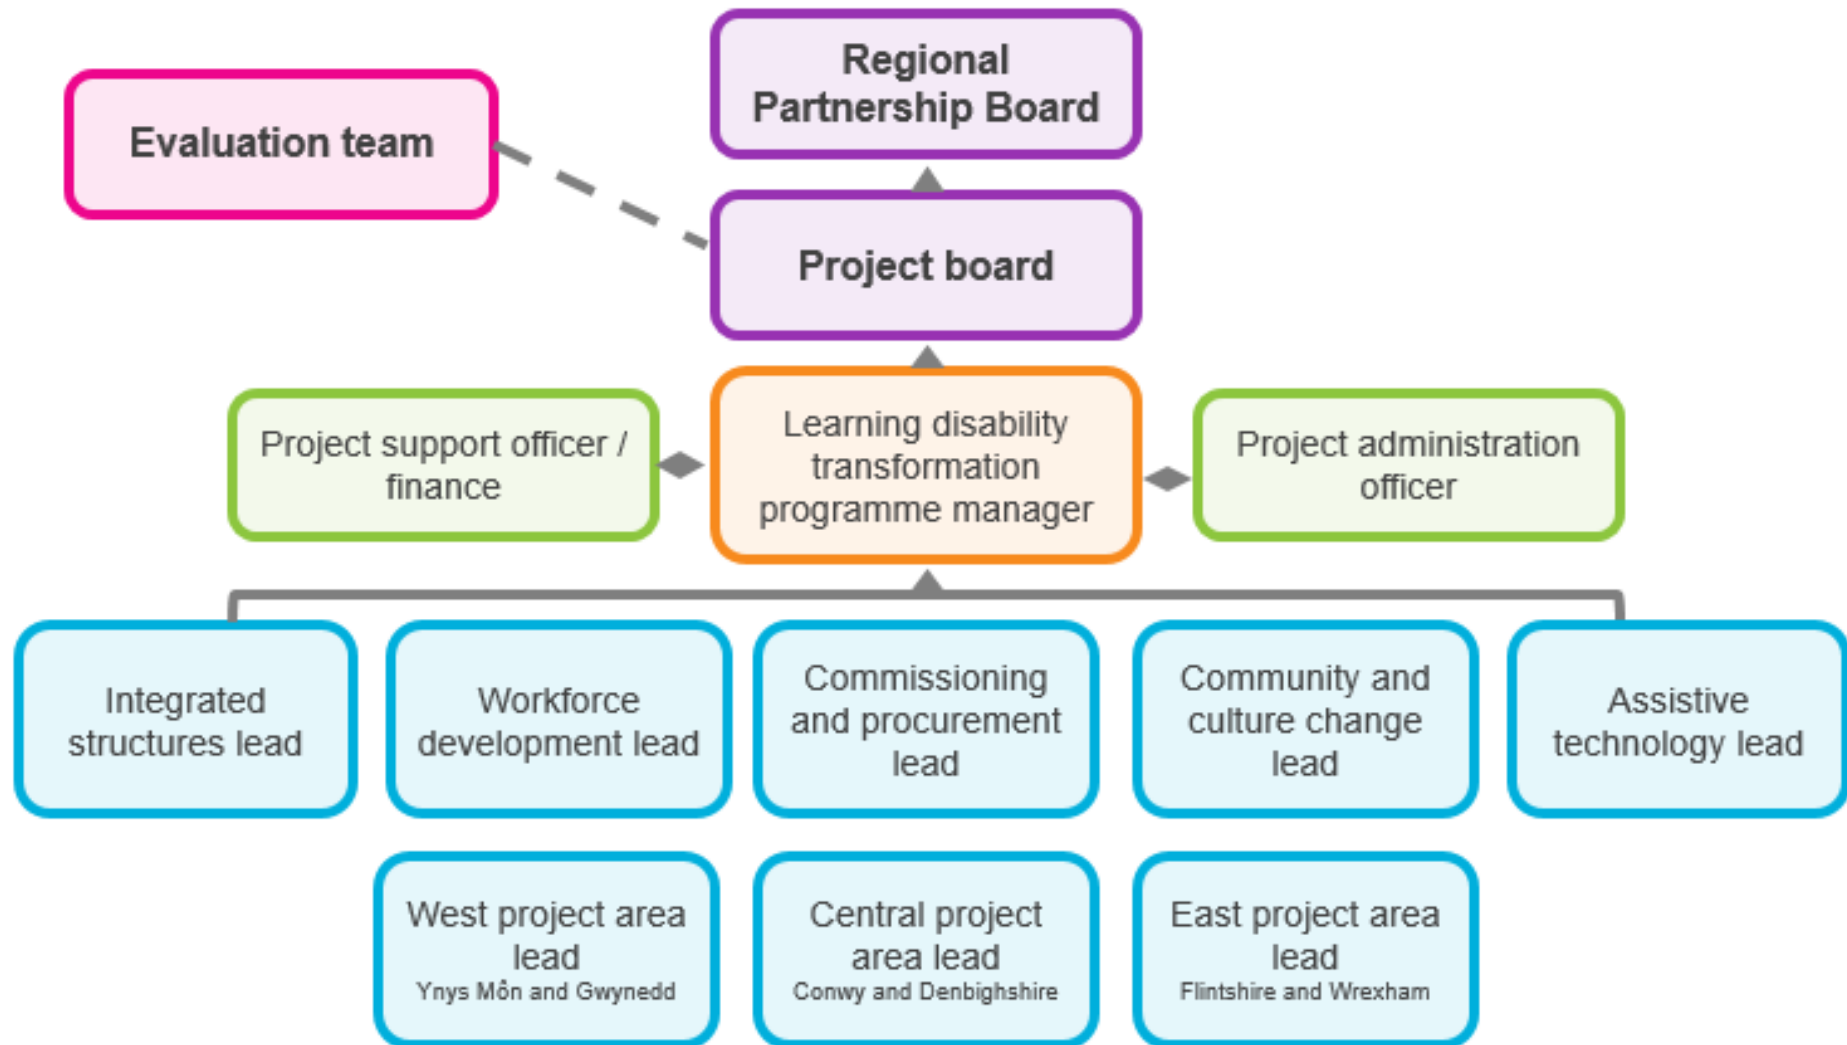 Regional
Partnership Board
Evaluation team
Project board
Project support officer /
finance
Learning disability
transformation
programme manager
Project administration
officer
Integrated
structures lead
Workforce
development lead
Commissioning
and procurement
lead
Community and
culture change
lead
Assistive
technology lead
West project area
lead
Ynys Môn and Gwynedd
Central project
area lead
Conwy and Denbighshire
East project area
lead
Flintshire and Wrexham